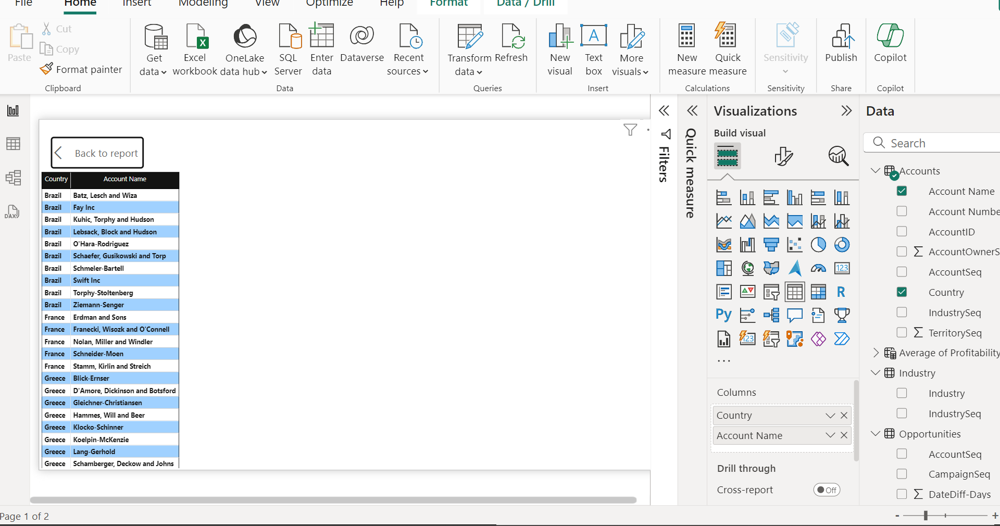 File Home Insert Modeling View Optimize Help Format Data / Drill
Paste
Cut
Copy
Format painter
Clipboard
Get data
Excel workbook
OneLake data hub
SQL Server
Enter data
Dataverse
Recent sources
Data
Transform data
Refresh
Queries
New visual
Text box
More visuals
Insert
New measure
Quick measure
Calculations
Sensitivity
Sensitivity
Publish
Share
Copilot
Copilot
DAX
Back to report
Country Account Name
Brazil Batz, Lesch and Wiza
Brazil Fay Inc
Brazil Kuhic, Torphy and Hudson
Brazil Lebsack, Block and Hudson
Brazil O'Hara-Rodriguez
Brazil Schaefer, Gusikowski and Torp
Brazil Schmeler-Bartell
Brazil Swift Inc
Brazil Torphy-Stoltenberg
Brazil Ziemann-Senger
France Erdman and Sons
France Franecki, Wisozk and O'Connell
France Nolan, Miller and Windler
France Schneider-Moen
France Stamm, Kirlin and Streich
Greece Blick-Ernser
Greece D'Amore, Dickinson and Botsford
Greece Gleichner-Christiansen
Greece Hammes, Will and Beer
Greece Klocko-Schinner
Greece Koelpin-McKenzie
Greece Lang-Gerhold
Greece Schamberger, Deckow and Johns
Filters
Quick measure
Visualizations
Build visual
123
R
Py
123
Columns
Country
Account Name
Drill through
Cross-report Off
Data
Search
Accounts
Account Name
Account Numbe
AccountID
AccountOwnerS
AccountSeq
Country
IndustrySeq
TerritorySeq
Average of Profitability
Industry
Industry
IndustrySeq
Opportunities
AccountSeq
CampaignSeq
DateDiff-Days
Page 1 of 2
- +